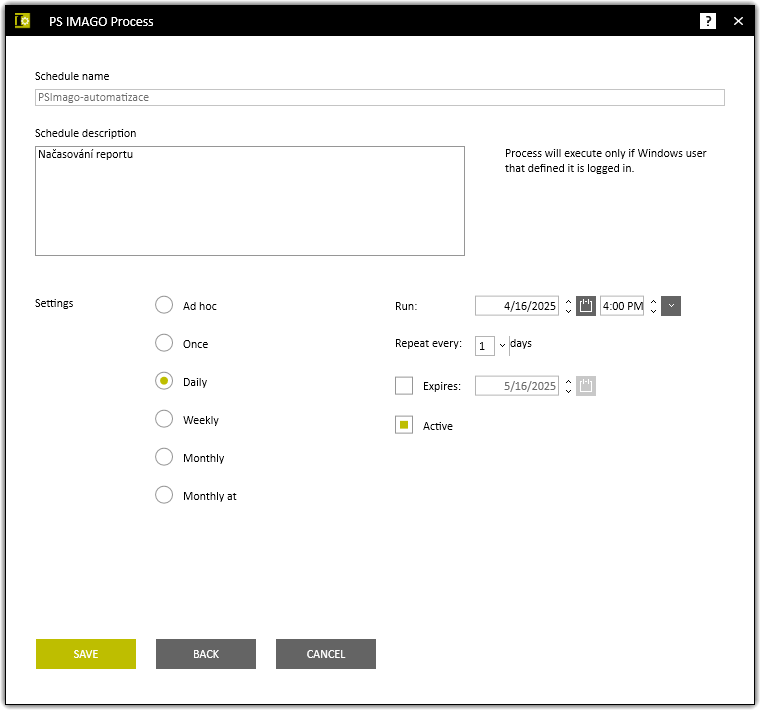 PS IMAGO Process
?
Schedule name
PSImago-automatizace
Schedule description
Načasování reportu
Process will execute only if Windows user
that defined it is logged in.
Settings
Ad hoc
Run:
4/16/2025
4:00 PM
Once
Repeat every:
1
days
Daily
Expires:
5/16/2025
Weekly
Active
Monthly
Monthly at
SAVE
BACK
CANCEL